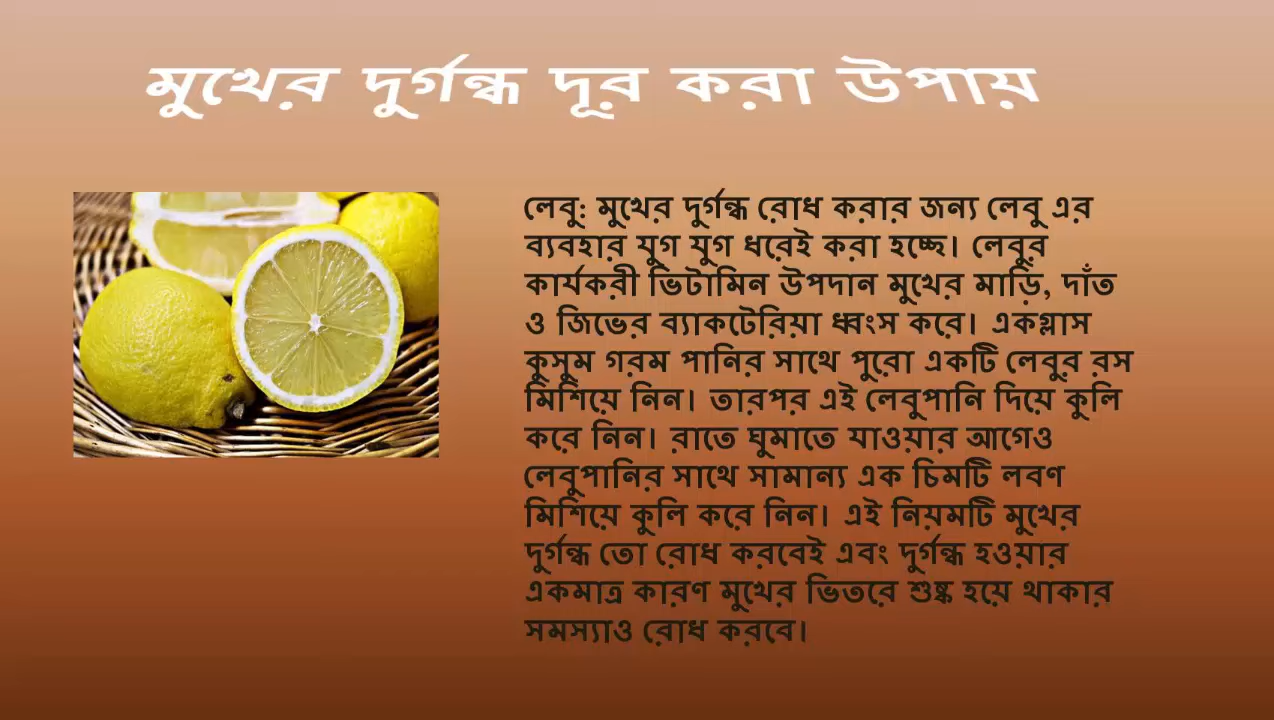 মুখের দুর্গন্ধ দূর করা উপায়
লেবু: মুখের দুর্গন্ধ রোধ করার জন্য লেবু এর
ব্যবহার যুগ যুগ ধরেই করা হচ্ছে। লেবুর
কার্যকরী ভিটামিন উপদান মুখের মাড়ি, দাঁত
ও জিভের ব্যাকটেরিয়া ধ্বংস করে। একগ্লাস
কুসুম গরম পানির সাথে পুরো একটি লেবুর রস
মিশিয়ে নিন। তারপর এই লেবুপানি দিয়ে কুলি
করে নিন। রাতে ঘুমাতে যাওয়ার আগেও
লেবুপানির সাথে সামান্য এক চিমটি লবণ
মিশিয়ে কুলি করে নিন। এই নিয়মটি মুখের
দুর্গন্ধ তো রোধ করবেই এবং দুর্গন্ধ হওয়ার
একমাত্র কারণ মুখের ভিতরে শুষ্ক হয়ে থাকার
সমস্যাও রোধ করবে।